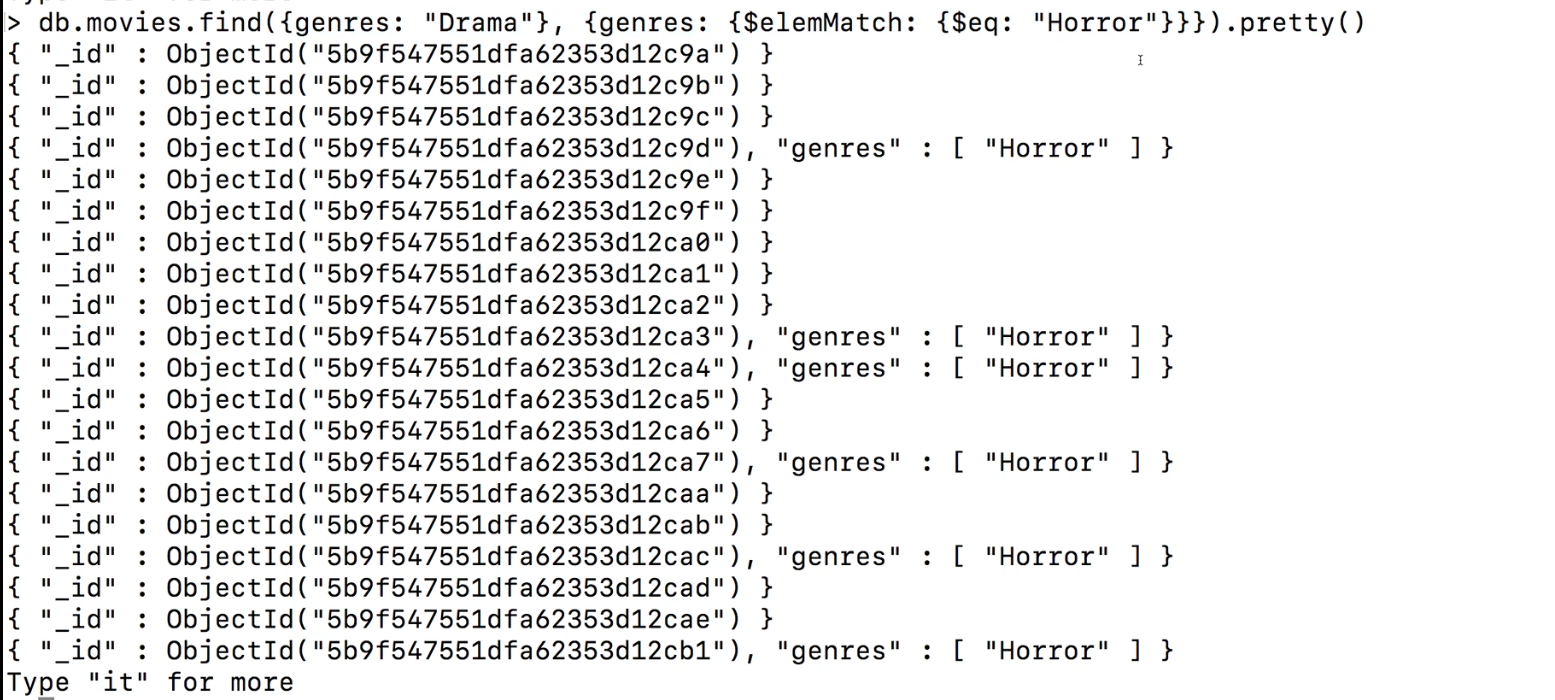 > db.movies.find({genres: "Drama"}, {genres: {$elemMatch: {$eq: "Horror"}}}).pretty()
{ "_id" : ObjectId("5b9f547551dfa62353d12c9a") }
{ "_id" : ObjectId("5b9f547551dfa62353d12c9b") }
{ "_id" : ObjectId("5b9f547551dfa62353d12c9c") }
{ "_id" : ObjectId("5b9f547551dfa62353d12c9d"), "genres" : [ "Horror" ] }
{ "_id" : ObjectId("5b9f547551dfa62353d12c9e") }
{ "_id" : ObjectId("5b9f547551dfa62353d12c9f") }
{ "_id" : ObjectId("5b9f547551dfa62353d12ca0") }
{ "_id" : ObjectId("5b9f547551dfa62353d12ca1") }
{ "_id" : ObjectId("5b9f547551dfa62353d12ca2") }
{ "_id" : ObjectId("5b9f547551dfa62353d12ca3"), "genres" : [ "Horror" ] }
{ "_id" : ObjectId("5b9f547551dfa62353d12ca4"), "genres" : [ "Horror" ] }
{ "_id" : ObjectId("5b9f547551dfa62353d12ca5") }
{ "_id" : ObjectId("5b9f547551dfa62353d12ca6") }
{ "_id" : ObjectId("5b9f547551dfa62353d12ca7"), "genres" : [ "Horror" ] }
{ "_id" : ObjectId("5b9f547551dfa62353d12caa") }
{ "_id" : ObjectId("5b9f547551dfa62353d12cab") }
{ "_id" : ObjectId("5b9f547551dfa62353d12cac"), "genres" : [ "Horror" ] }
{ "_id" : ObjectId("5b9f547551dfa62353d12cad") }
{ "_id" : ObjectId("5b9f547551dfa62353d12cae") }
{ "_id" : ObjectId("5b9f547551dfa62353d12cb1"), "genres" : [ "Horror" ] }
Type "it" for more